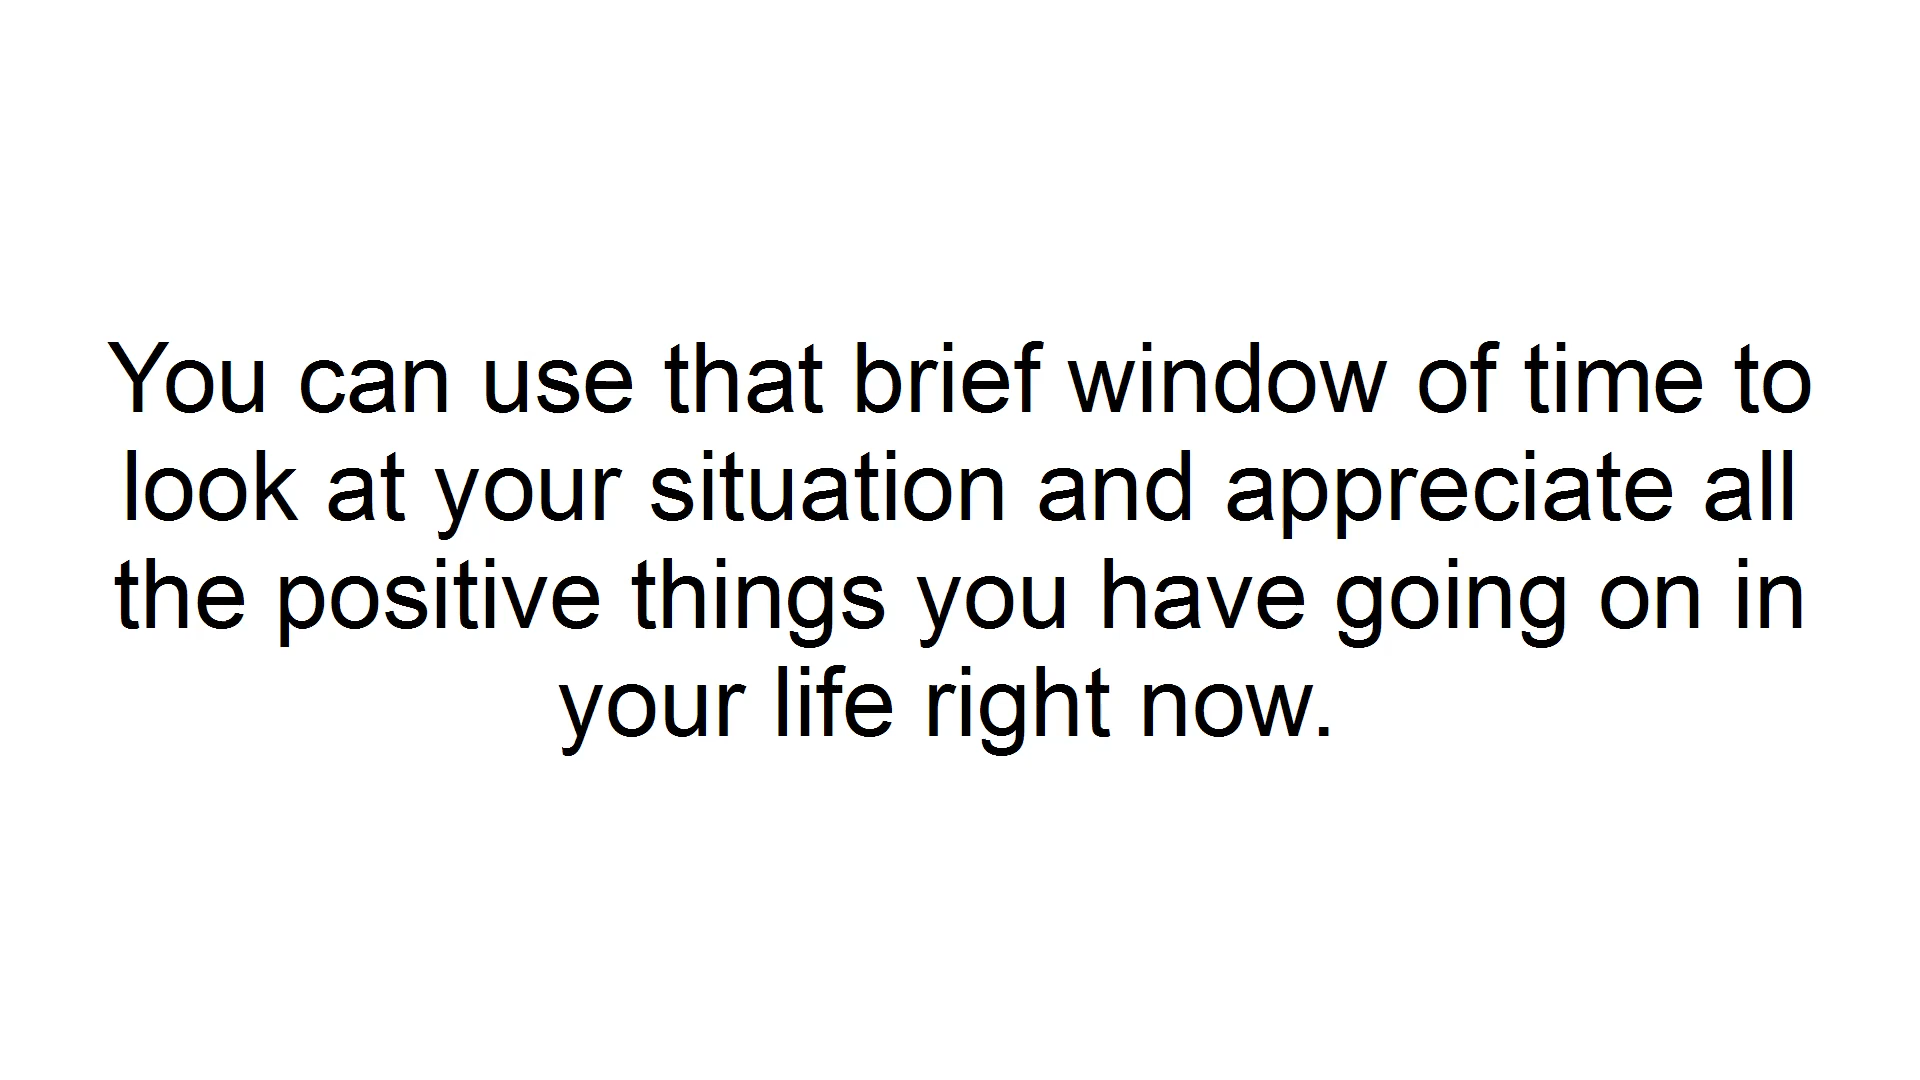 You can use that brief window of time to
look at your situation and appreciate all
the positive things you have going on in
your life right now.